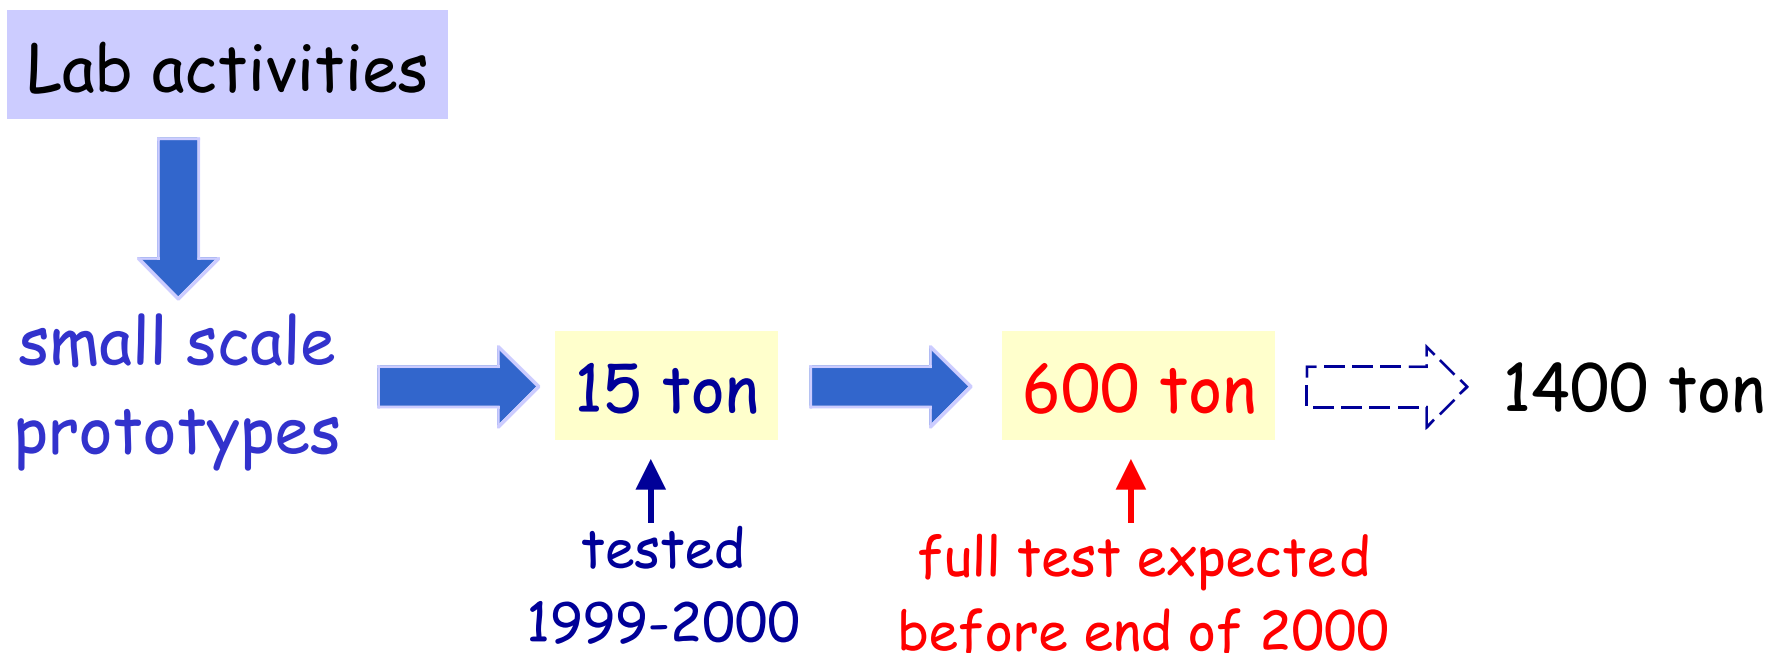 Lab activities
small scale
prototypes
15 ton
600 ton
1400 ton
tested
1999-2000
full test expected
before end of 2000